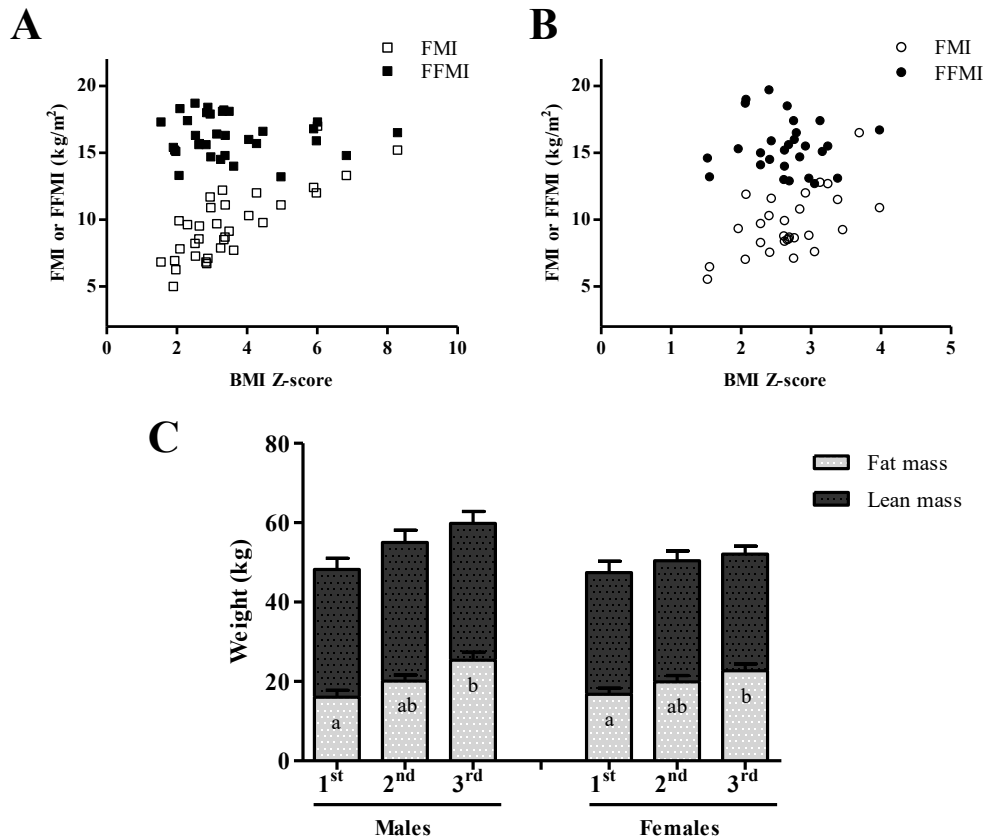 A
FMI
FFMI
FMI or FFMI (kg/m²)
20
15
10
5
0 2 4 6 8 10
BMI Z-score
B
FMI
FFMI
FMI or FFMI (kg/m²)
20
15
10
5
0 1 2 3 4 5
BMI Z-score
C
Fat mass
Lean mass
Weight (kg)
80
60
40
20
0
a ab b a ab b
1st 2nd 3rd 1st 2nd 3rd
Males Females